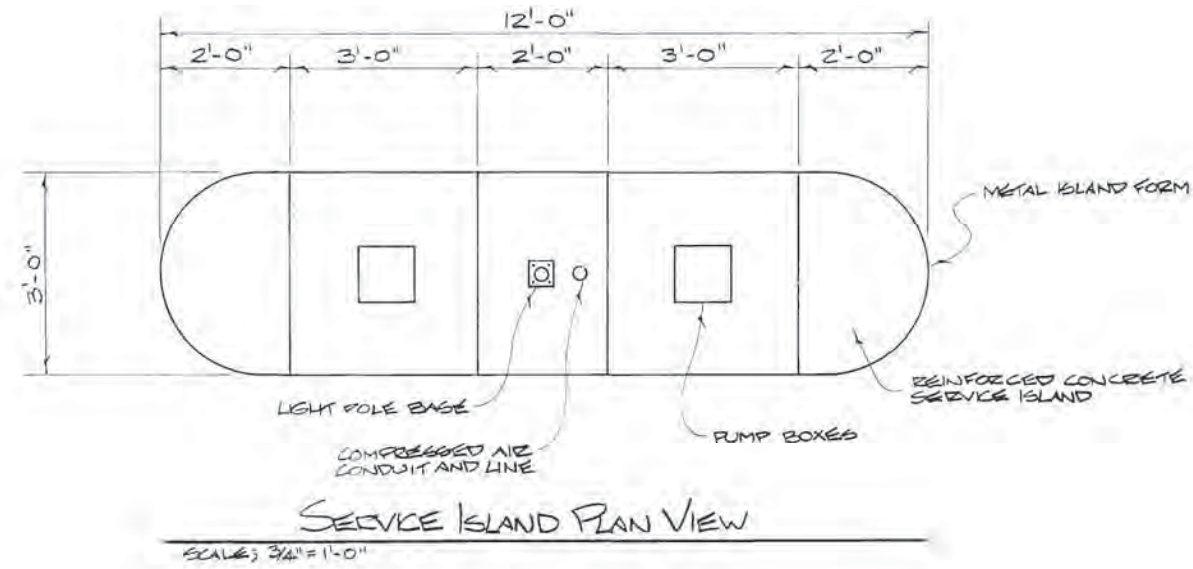 12'-0"
2'-0" 3'-0" 2'-0" 3'-0" 2'-0"
3'-0"
METAL ISLAND FORM
REINFORCED CONCRETE
SERVICE ISLAND
LIGHT POLE BASE
PUMP BOXES
COMPRESSED AIR
CONDUIT AND LINE
SERVICE ISLAND PLAN VIEW
SCALE; 3/4" = 1'-0"